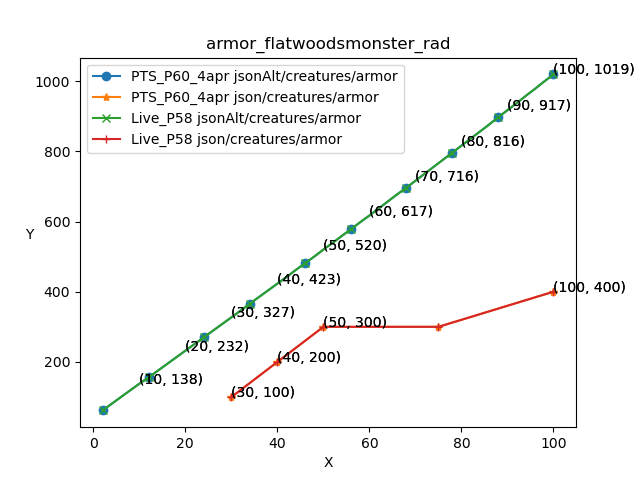 armor_flatwoodsmonster_rad
PTS_P60_4apr jsonAlt/creatures/armor
PTS_P60_4apr json/creatures/armor
Live_P58 jsonAlt/creatures/armor
Live_P58 json/creatures/armor
(100, 1019)
(90, 917)
(80, 816)
(70, 716)
(60, 617)
(50, 520)
(40, 423)
(30, 327)
(20, 232)
(10, 138)
(100, 400)
(50, 300)
(40, 200)
(30, 100)
1000
800
600
400
200
Y
0 20 40 60 80 100
X